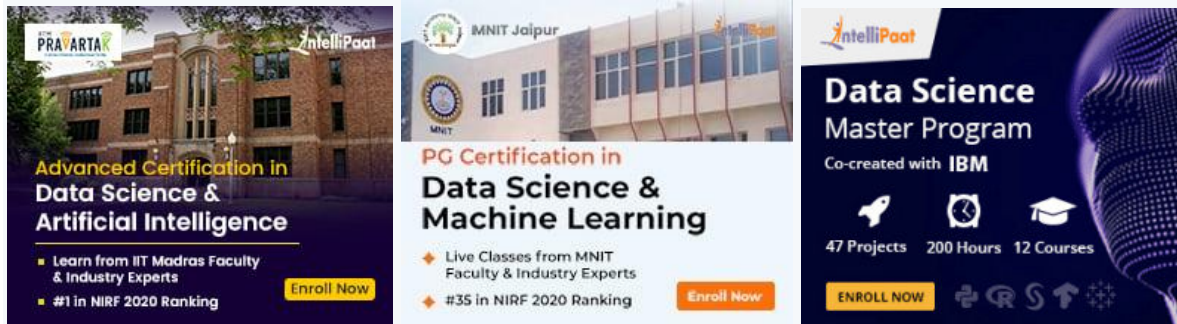 IITM
PRAVARTAK
IntelliPaat
Advanced Certification in
Data Science &
Artificial Intelligence
Learn from IIT Madras Faculty
& Industry Experts
#1 in NIRF 2020 Ranking
Enroll Now
MNIT Jaipur
IntelliPaat
MNIT
PG Certification in
Data Science &
Machine Learning
Live Classes from MNIT
Faculty & Industry Experts
#35 in NIRF 2020 Ranking
Enroll Now
IntelliPaat
Data Science
Master Program
Co-created with IBM
47 Projects 200 Hours 12 Courses
ENROLL NOW